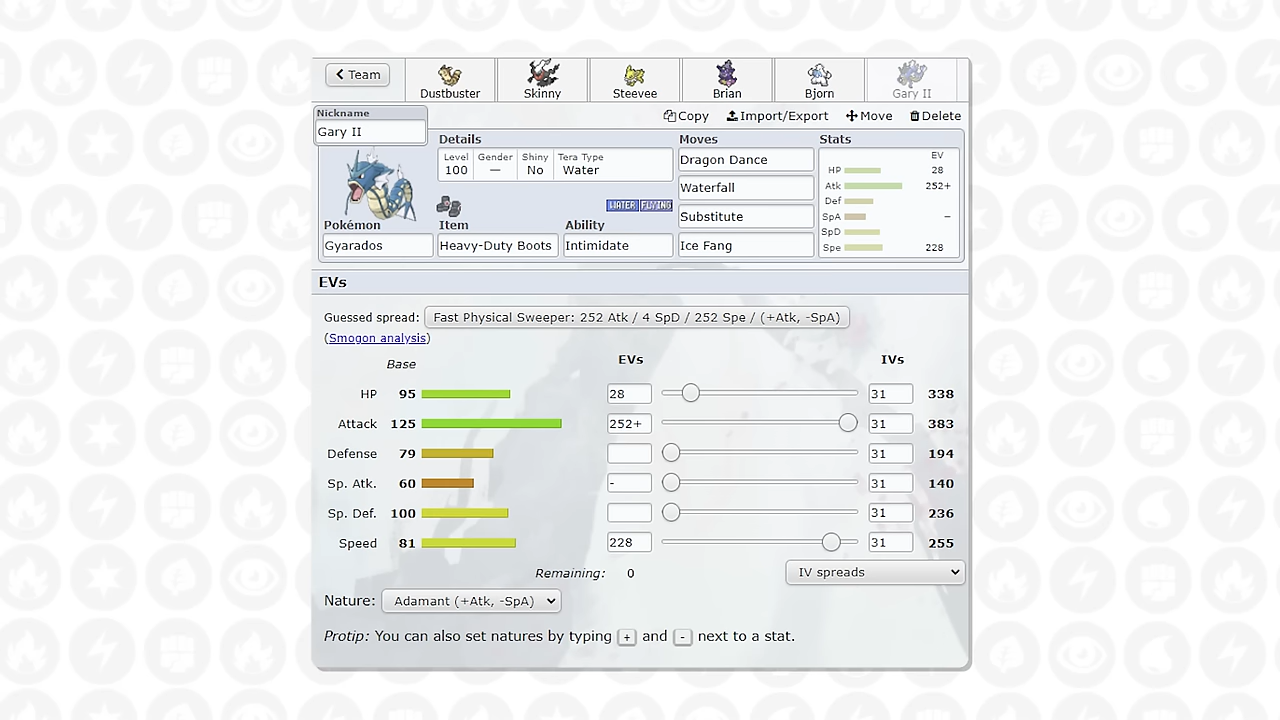 Team
Dustbuster
Skinny
Steevee
Brian
Bjorn
Gary II
Copy
Import/Export
Move
Delete
Nickname
Gary II
Details
Level
100
Gender
—
Shiny
No
Tera Type
Water
WATER FLYING
Pokémon
Gyarados
Item
Heavy-Duty Boots
Ability
Intimidate
Moves
Dragon Dance
Waterfall
Substitute
Ice Fang
Stats
EV
HP 28
Atk 252+
Def
SpA –
SpD
Spe 228
EVs
Guessed spread: Fast Physical Sweeper: 252 Atk / 4 SpD / 252 Spe / (+Atk, -SpA)
(Smogon analysis)
Base EVs IVs
HP 95 28 31 338
Attack 125 252+ 31 383
Defense 79 31 194
Sp. Atk. 60 - 31 140
Sp. Def. 100 31 236
Speed 81 228 31 255
Remaining: 0
IV spreads
Nature: Adamant (+Atk, -SpA)
Protip: You can also set natures by typing + and - next to a stat.